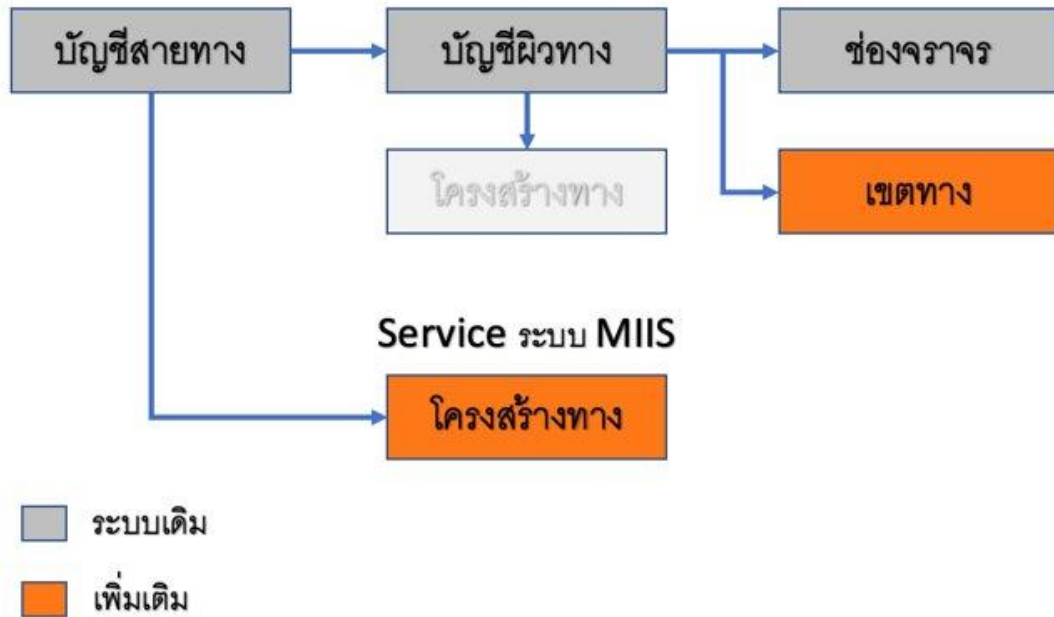 บัญชีสายทาง
บัญชีผิวทาง
ช่องจราจร
โครงสร้างทาง
เขตทาง
Service ระบบ MIIS
โครงสร้างทาง
ระบบเดิม
เพิ่มเติม